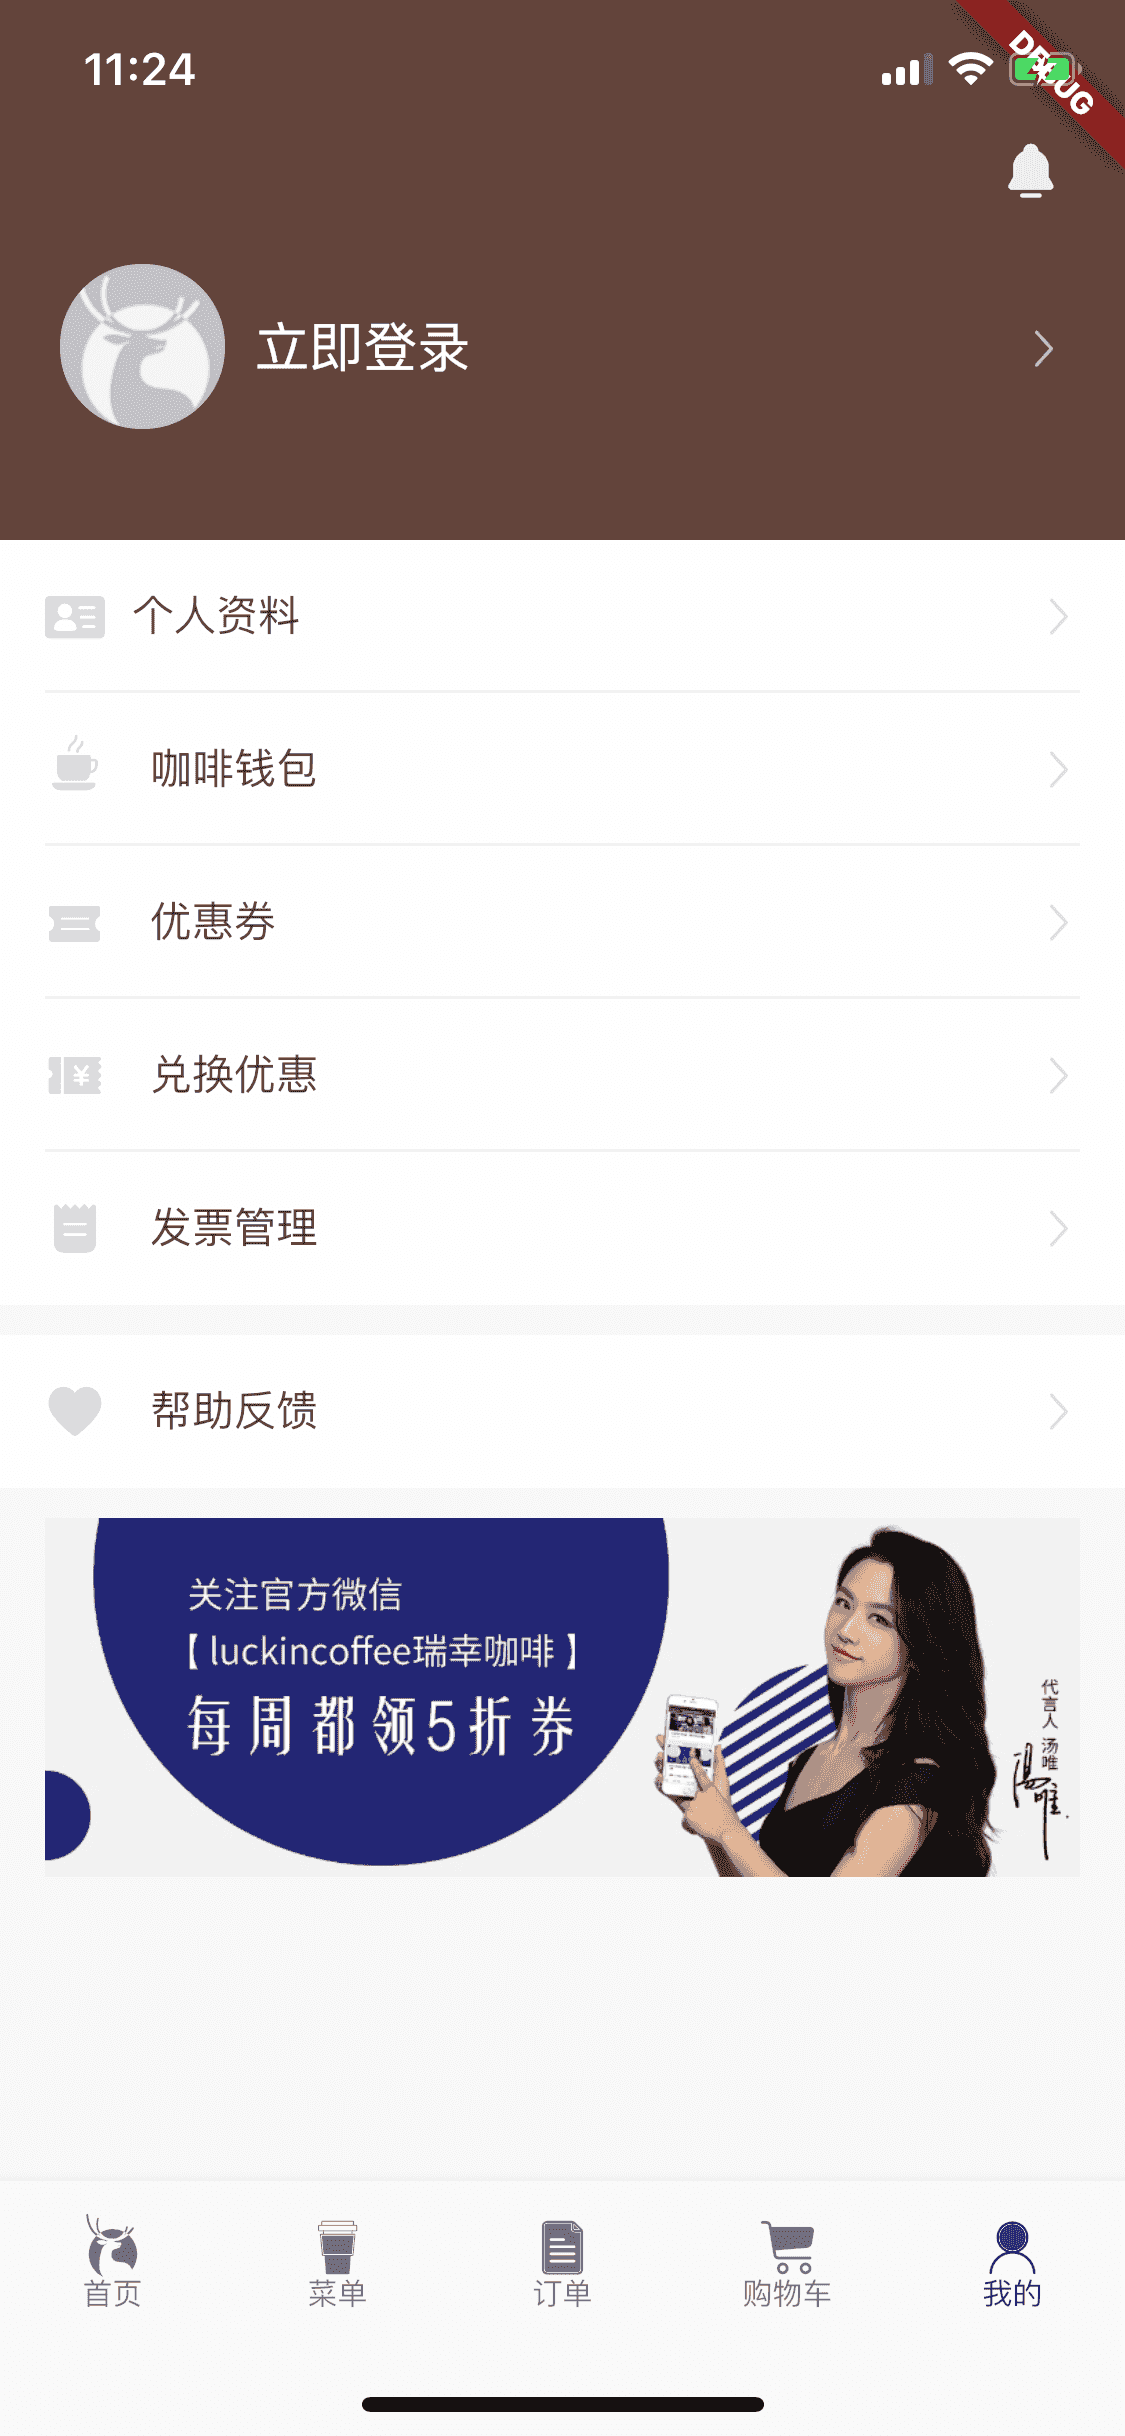 11:24
DEBUG
立即登录
个人资料
咖啡钱包
优惠券
兑换优惠
发票管理
帮助反馈
关注官方微信
【luckincoffee瑞幸咖啡】
每周都领5折券
代言人 汤唯
汤唯
首页
菜单
订单
购物车
我的